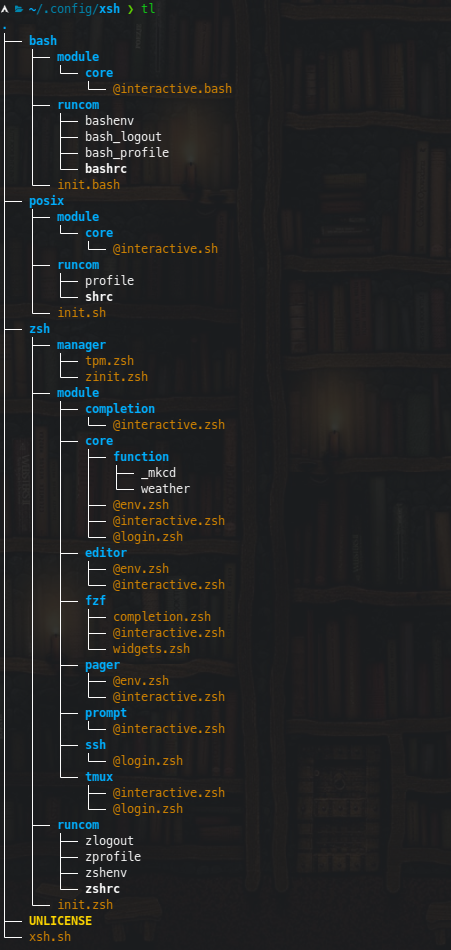 ~/.config/xsh ❯ tl
.
├── bash
│   ├── module
│   │   └── core
│   │       └── @interactive.bash
│   ├── runcom
│   │   ├── bashenv
│   │   ├── bash_logout
│   │   ├── bash_profile
│   │   └── bashrc
│   └── init.bash
├── posix
│   ├── module
│   │   └── core
│   │       └── @interactive.sh
│   ├── runcom
│   │   ├── profile
│   │   └── shrc
│   └── init.sh
├── zsh
│   ├── manager
│   │   ├── tpm.zsh
│   │   └── zinit.zsh
│   ├── module
│   │   ├── completion
│   │   │   └── @interactive.zsh
│   │   ├── core
│   │   │   ├── function
│   │   │   │   ├── _mkcd
│   │   │   │   └── weather
│   │   │   ├── @env.zsh
│   │   │   ├── @interactive.zsh
│   │   │   └── @login.zsh
│   │   ├── editor
│   │   │   ├── @env.zsh
│   │   │   └── @interactive.zsh
│   │   ├── fzf
│   │   │   ├── completion.zsh
│   │   │   ├── @interactive.zsh
│   │   │   └── widgets.zsh
│   │   ├── pager
│   │   │   ├── @env.zsh
│   │   │   └── @interactive.zsh
│   │   ├── prompt
│   │   │   └── @interactive.zsh
│   │   ├── ssh
│   │   │   └── @login.zsh
│   │   └── tmux
│   │       ├── @interactive.zsh
│   │       └── @login.zsh
│   ├── runcom
│   │   ├── zlogout
│   │   ├── zprofile
│   │   ├── zshenv
│   │   └── zshrc
│   └── init.zsh
├── UNLICENSE
└── xsh.sh